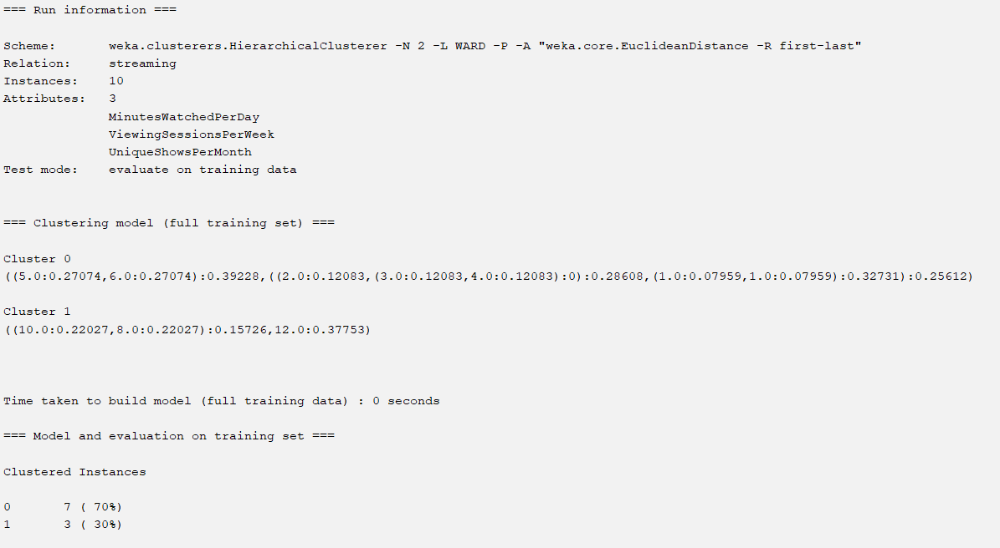 === Run information ===
Scheme: weka.clusterers.HierarchicalClusterer -N 2 -L WARD -P -A "weka.core.EuclideanDistance -R first-last"
Relation: streaming
Instances: 10
Attributes: 3
MinutesWatchedPerDay
ViewingSessionsPerWeek
UniqueShowsPerMonth
Test mode: evaluate on training data
=== Clustering model (full training set) ===
Cluster 0
((5.0:0.27074,6.0:0.27074):0.39228,((2.0:0.12083,(3.0:0.12083,4.0:0.12083):0):0.28608,(1.0:0.07959,1.0:0.07959):0.32731):0.25612)
Cluster 1
((10.0:0.22027,8.0:0.22027):0.15726,12.0:0.37753)
Time taken to build model (full training data) : 0 seconds
=== Model and evaluation on training set ===
Clustered Instances
0 7 ( 70%)
1 3 ( 30%)